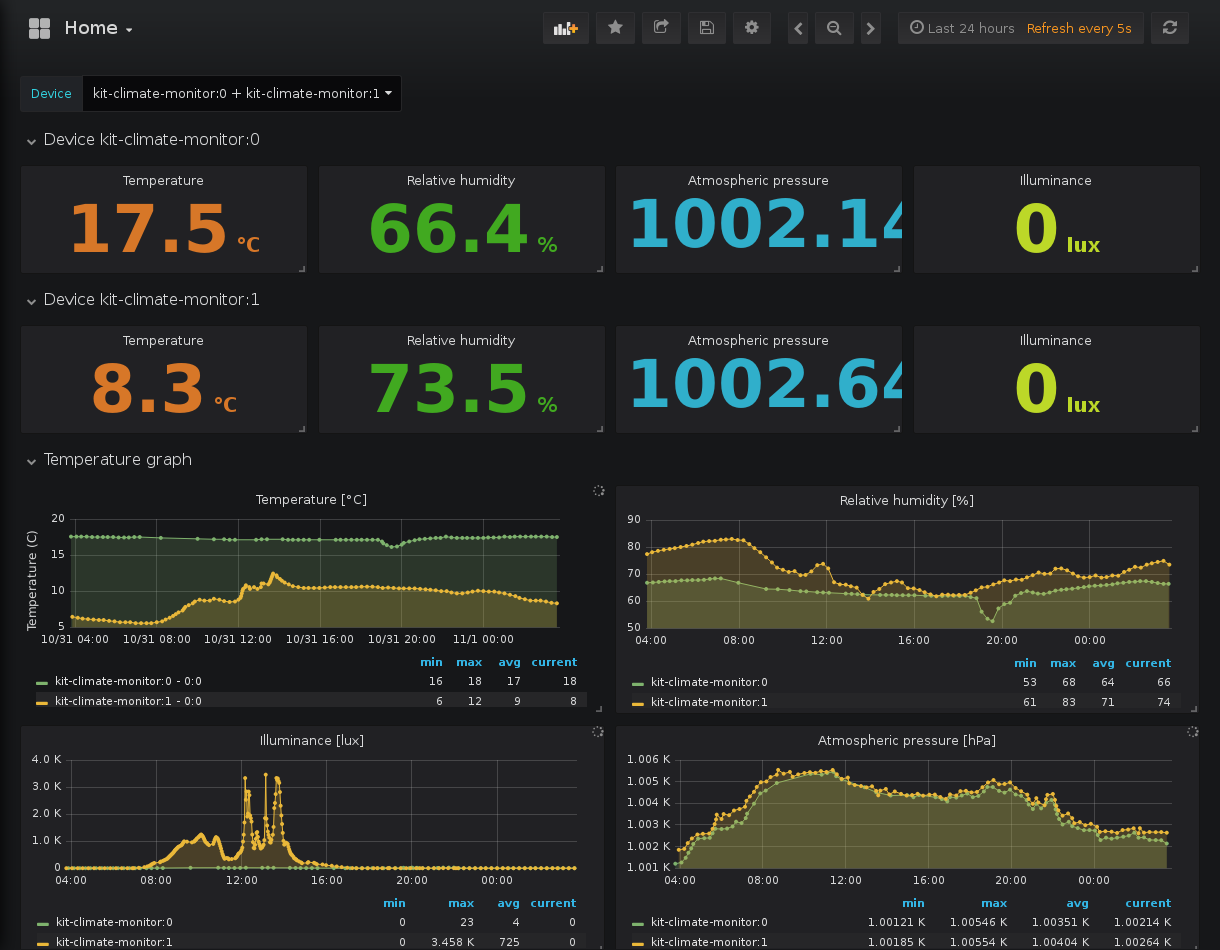 Home
Last 24 hours Refresh every 5s
Device kit-climate-monitor:0 + kit-climate-monitor:1
Device kit-climate-monitor:0
Temperature Relative humidity Atmospheric pressure Illuminance
17.5 °C 66.4 % 1002.14 0 lux
Device kit-climate-monitor:1
Temperature Relative humidity Atmospheric pressure Illuminance
8.3 °C 73.5 % 1002.64 0 lux
Temperature graph
Temperature [°C]
Temperature (C)
20
15
10
5
10/31 04:00 10/31 08:00 10/31 12:00 10/31 16:00 10/31 20:00 11/1 00:00
min max avg current
kit-climate-monitor:0 - 0:0 16 18 17 18
kit-climate-monitor:1 - 0:0 6 12 9 8
Relative humidity [%]
90
80
70
60
50
04:00 08:00 12:00 16:00 20:00 00:00
min max avg current
kit-climate-monitor:0 53 68 64 66
kit-climate-monitor:1 61 83 71 74
Illuminance [lux]
4.0 K
3.0 K
2.0 K
1.0 K
0
04:00 08:00 12:00 16:00 20:00 00:00
min max avg current
kit-climate-monitor:0 0 23 4 0
kit-climate-monitor:1 0 3.458 K 725 0
Atmospheric pressure [hPa]
1.006 K
1.005 K
1.004 K
1.003 K
1.002 K
1.001 K
04:00 08:00 12:00 16:00 20:00 00:00
min max avg current
kit-climate-monitor:0 1.00121 K 1.00546 K 1.00351 K 1.00214 K
kit-climate-monitor:1 1.00185 K 1.00554 K 1.00404 K 1.00264 K